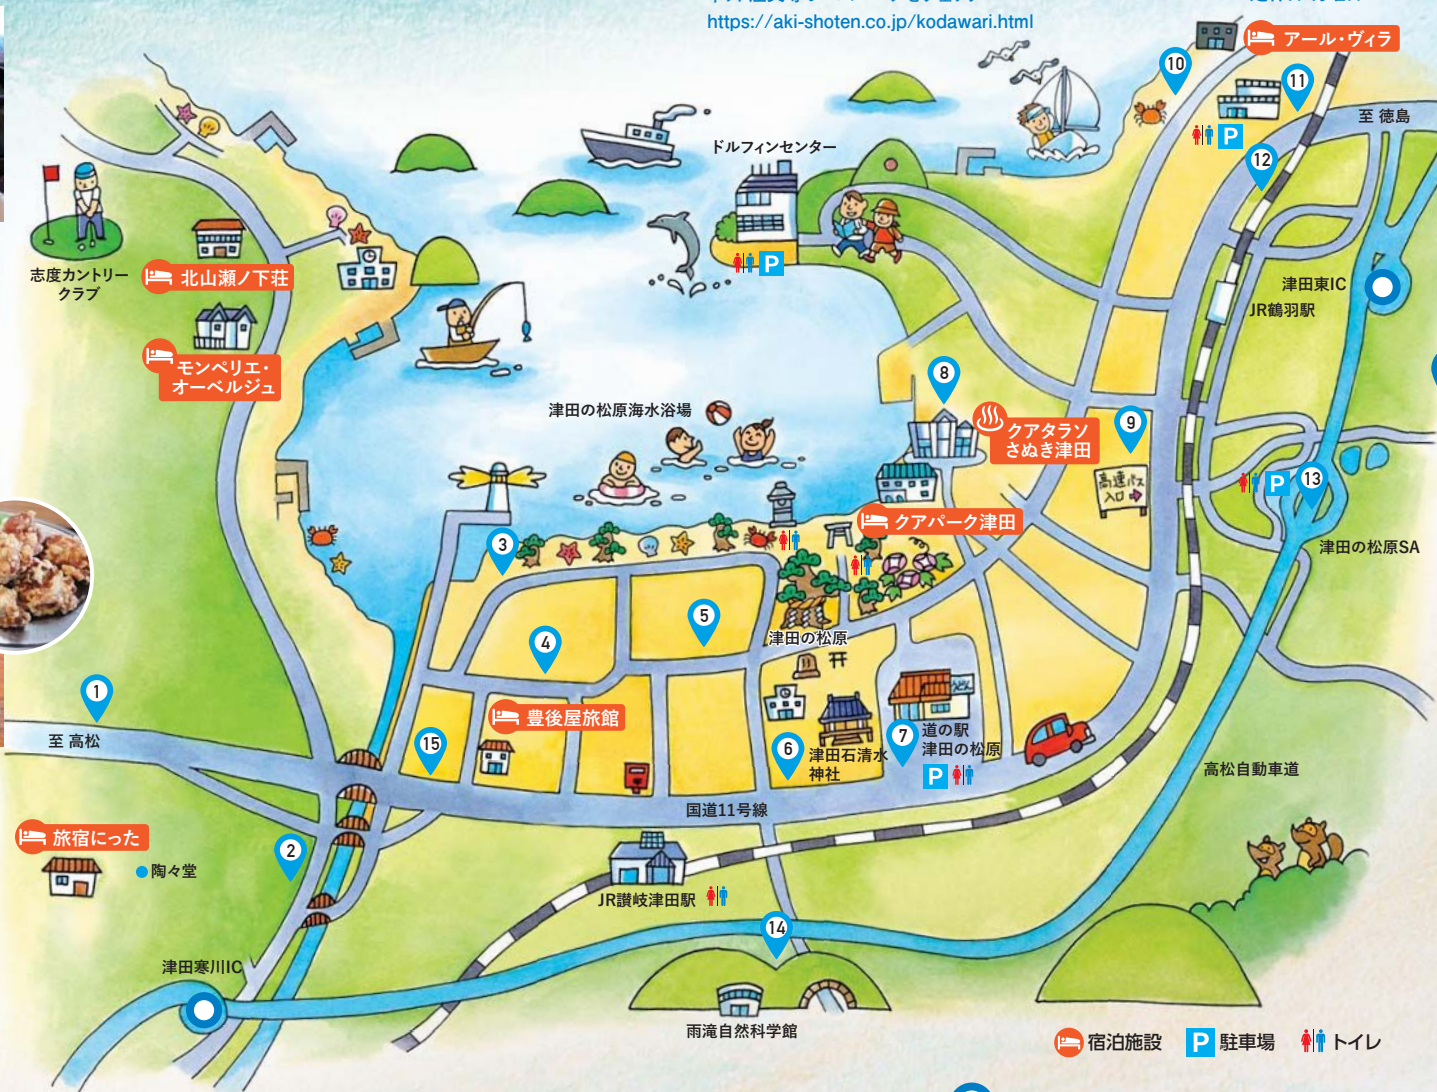 https://aki-shoten.co.jp/kodawari.html
アール・ヴィラ
10
11
至 徳島
P
12
ドルフィンセンター
P
志度カントリー
クラブ
北山瀬ノ下荘
モンペリエ・
オーベルジュ
津田東IC
JR鶴羽駅
8
津田の松原海水浴場
クアタラソ
さぬき津田
9
高速バス
入口
P
13
クアパーク津田
津田の松原SA
3
5
4
津田の松原
1
至 高松
豊後屋旅館
うどん
15
6
津田石清水
神社
7
道の駅
津田の松原
P
高松自動車道
国道11号線
旅宿にった
陶々堂
2
JR讃岐津田駅
14
津田寒川IC
雨滝自然科学館
宿泊施設
P 駐車場
トイレ